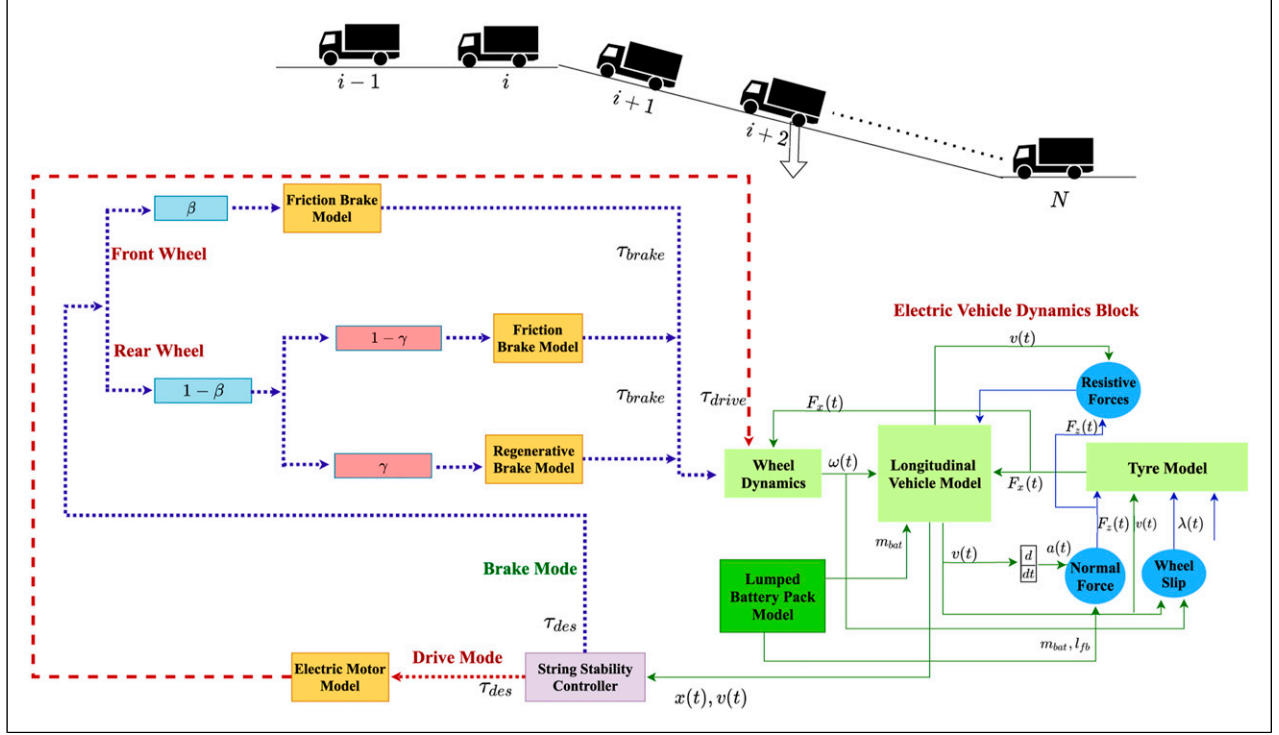 i − 1
i
i + 1
i + 2
N
β
Friction Brake
Model
Front Wheel
τ_brake
Electric Vehicle Dynamics Block
v(t)
1 − γ
Friction
Brake Model
Rear Wheel
1 − β
τ_brake
τ_drive
F_x(t)
Resistive
Forces
F_z(t)
γ
Regenerative
Brake Model
Wheel
Dynamics
ω(t)
Longitudinal
Vehicle Model
F_x(t)
Tyre Model
F_z(t)
v(t)
λ(t)
m_bat
v(t)
d
dt
a(t)
Normal
Force
Wheel
Slip
Brake Mode
Lumped
Battery Pack
Model
τ_des
m_bat, l_fb
Electric Motor
Model
Drive Mode
τ_des
String Stability
Controller
x(t), v(t)